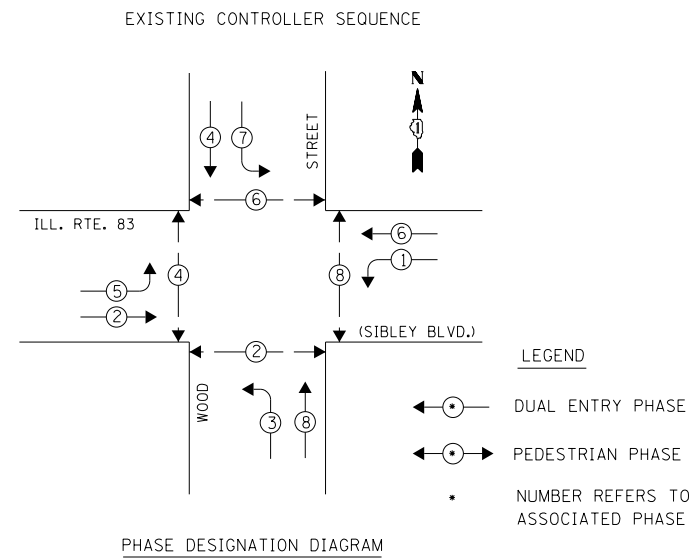 EXISTING CONTROLLER SEQUENCE
N
1
4 7
STREET
6
ILL. RTE. 83
6
1
4 8
5
2
(SIBLEY BLVD.)
2
WOOD
3 8
LEGEND
* DUAL ENTRY PHASE
* PEDESTRIAN PHASE
* NUMBER REFERS TO
ASSOCIATED PHASE
PHASE DESIGNATION DIAGRAM